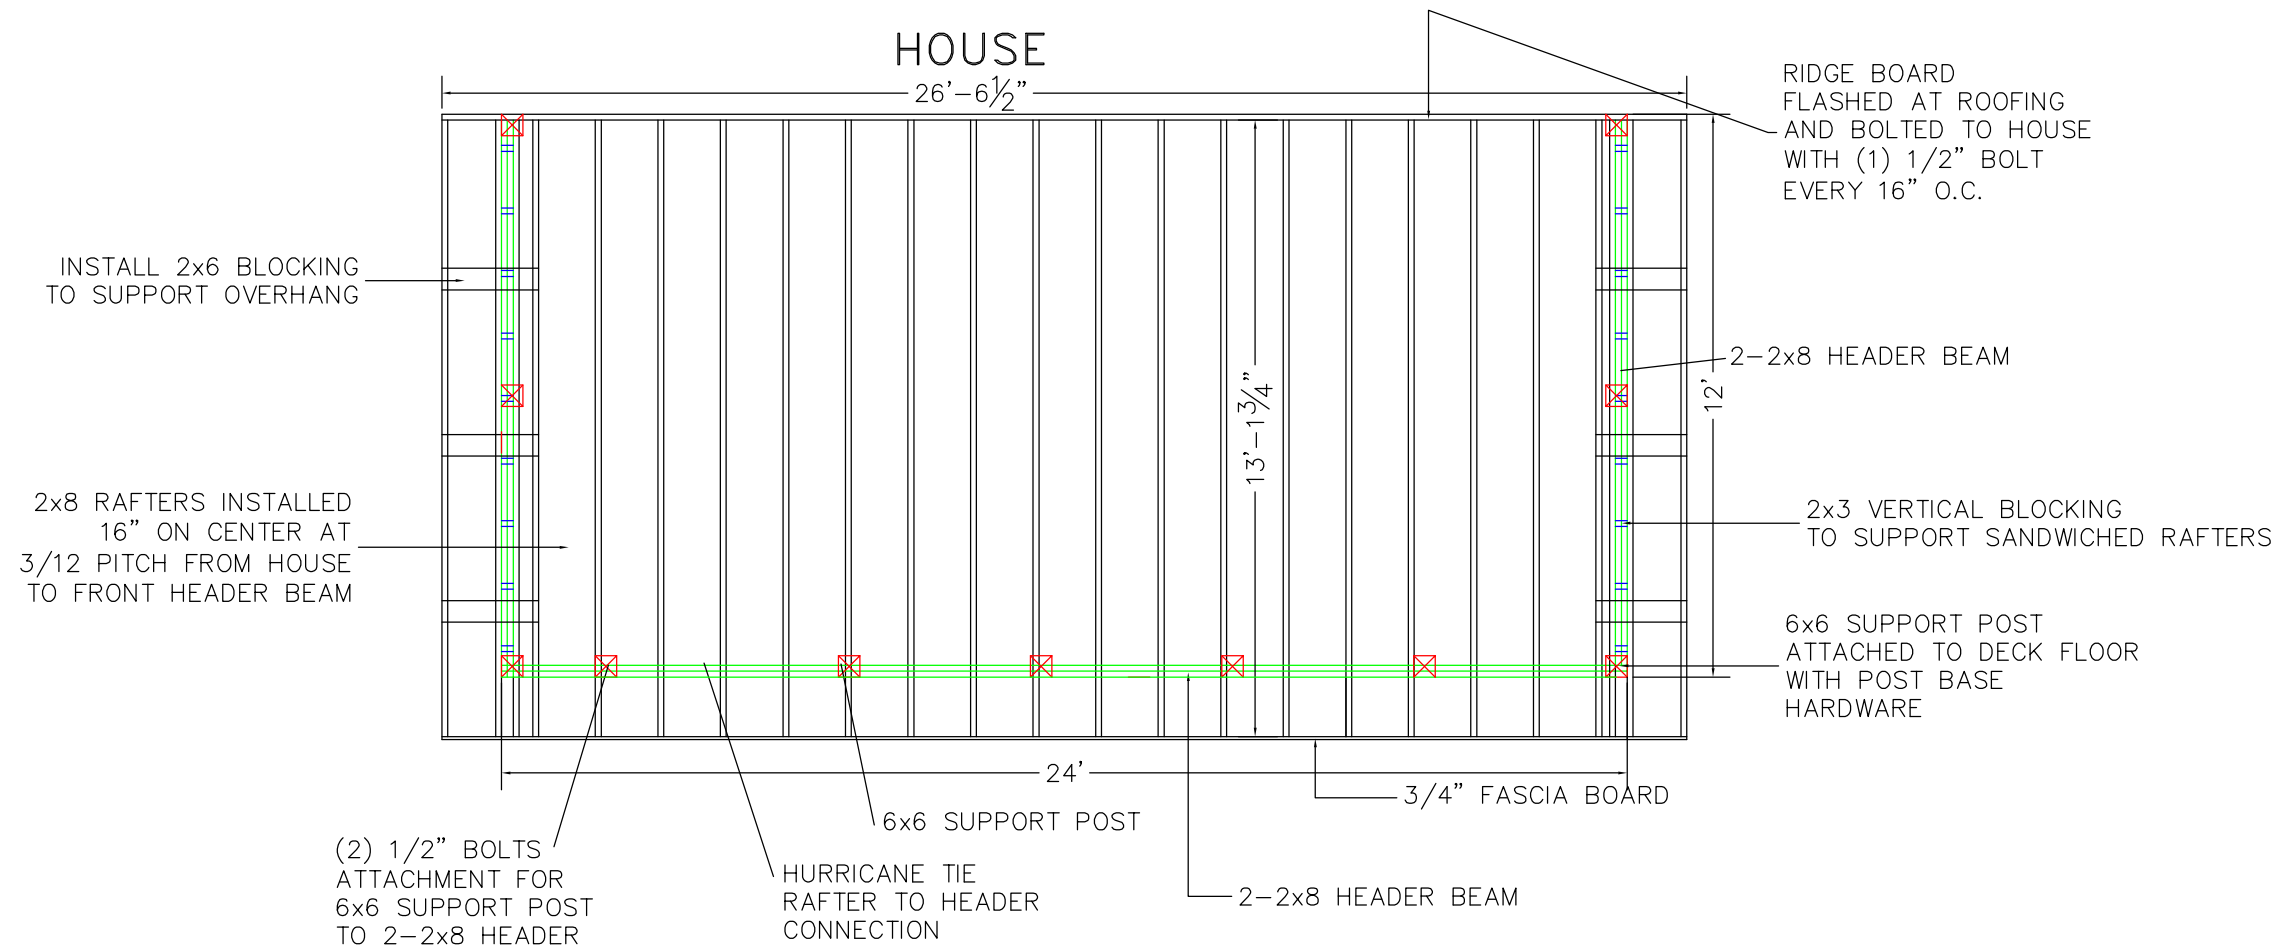 HOUSE
26'-6½"
RIDGE BOARD
FLASHED AT ROOFING
AND BOLTED TO HOUSE
WITH (1) 1/2" BOLT
EVERY 16" O.C.
INSTALL 2x6 BLOCKING
TO SUPPORT OVERHANG
2-2x8 HEADER BEAM
12'
13'-1¾"
2x8 RAFTERS INSTALLED
16" ON CENTER AT
3/12 PITCH FROM HOUSE
TO FRONT HEADER BEAM
2x3 VERTICAL BLOCKING
TO SUPPORT SANDWICHED RAFTERS
6x6 SUPPORT POST
ATTACHED TO DECK FLOOR
WITH POST BASE
HARDWARE
24'
3/4" FASCIA BOARD
6x6 SUPPORT POST
(2) 1/2" BOLTS
ATTACHMENT FOR
6x6 SUPPORT POST
TO 2-2x8 HEADER
HURRICANE TIE
RAFTER TO HEADER
CONNECTION
2-2x8 HEADER BEAM